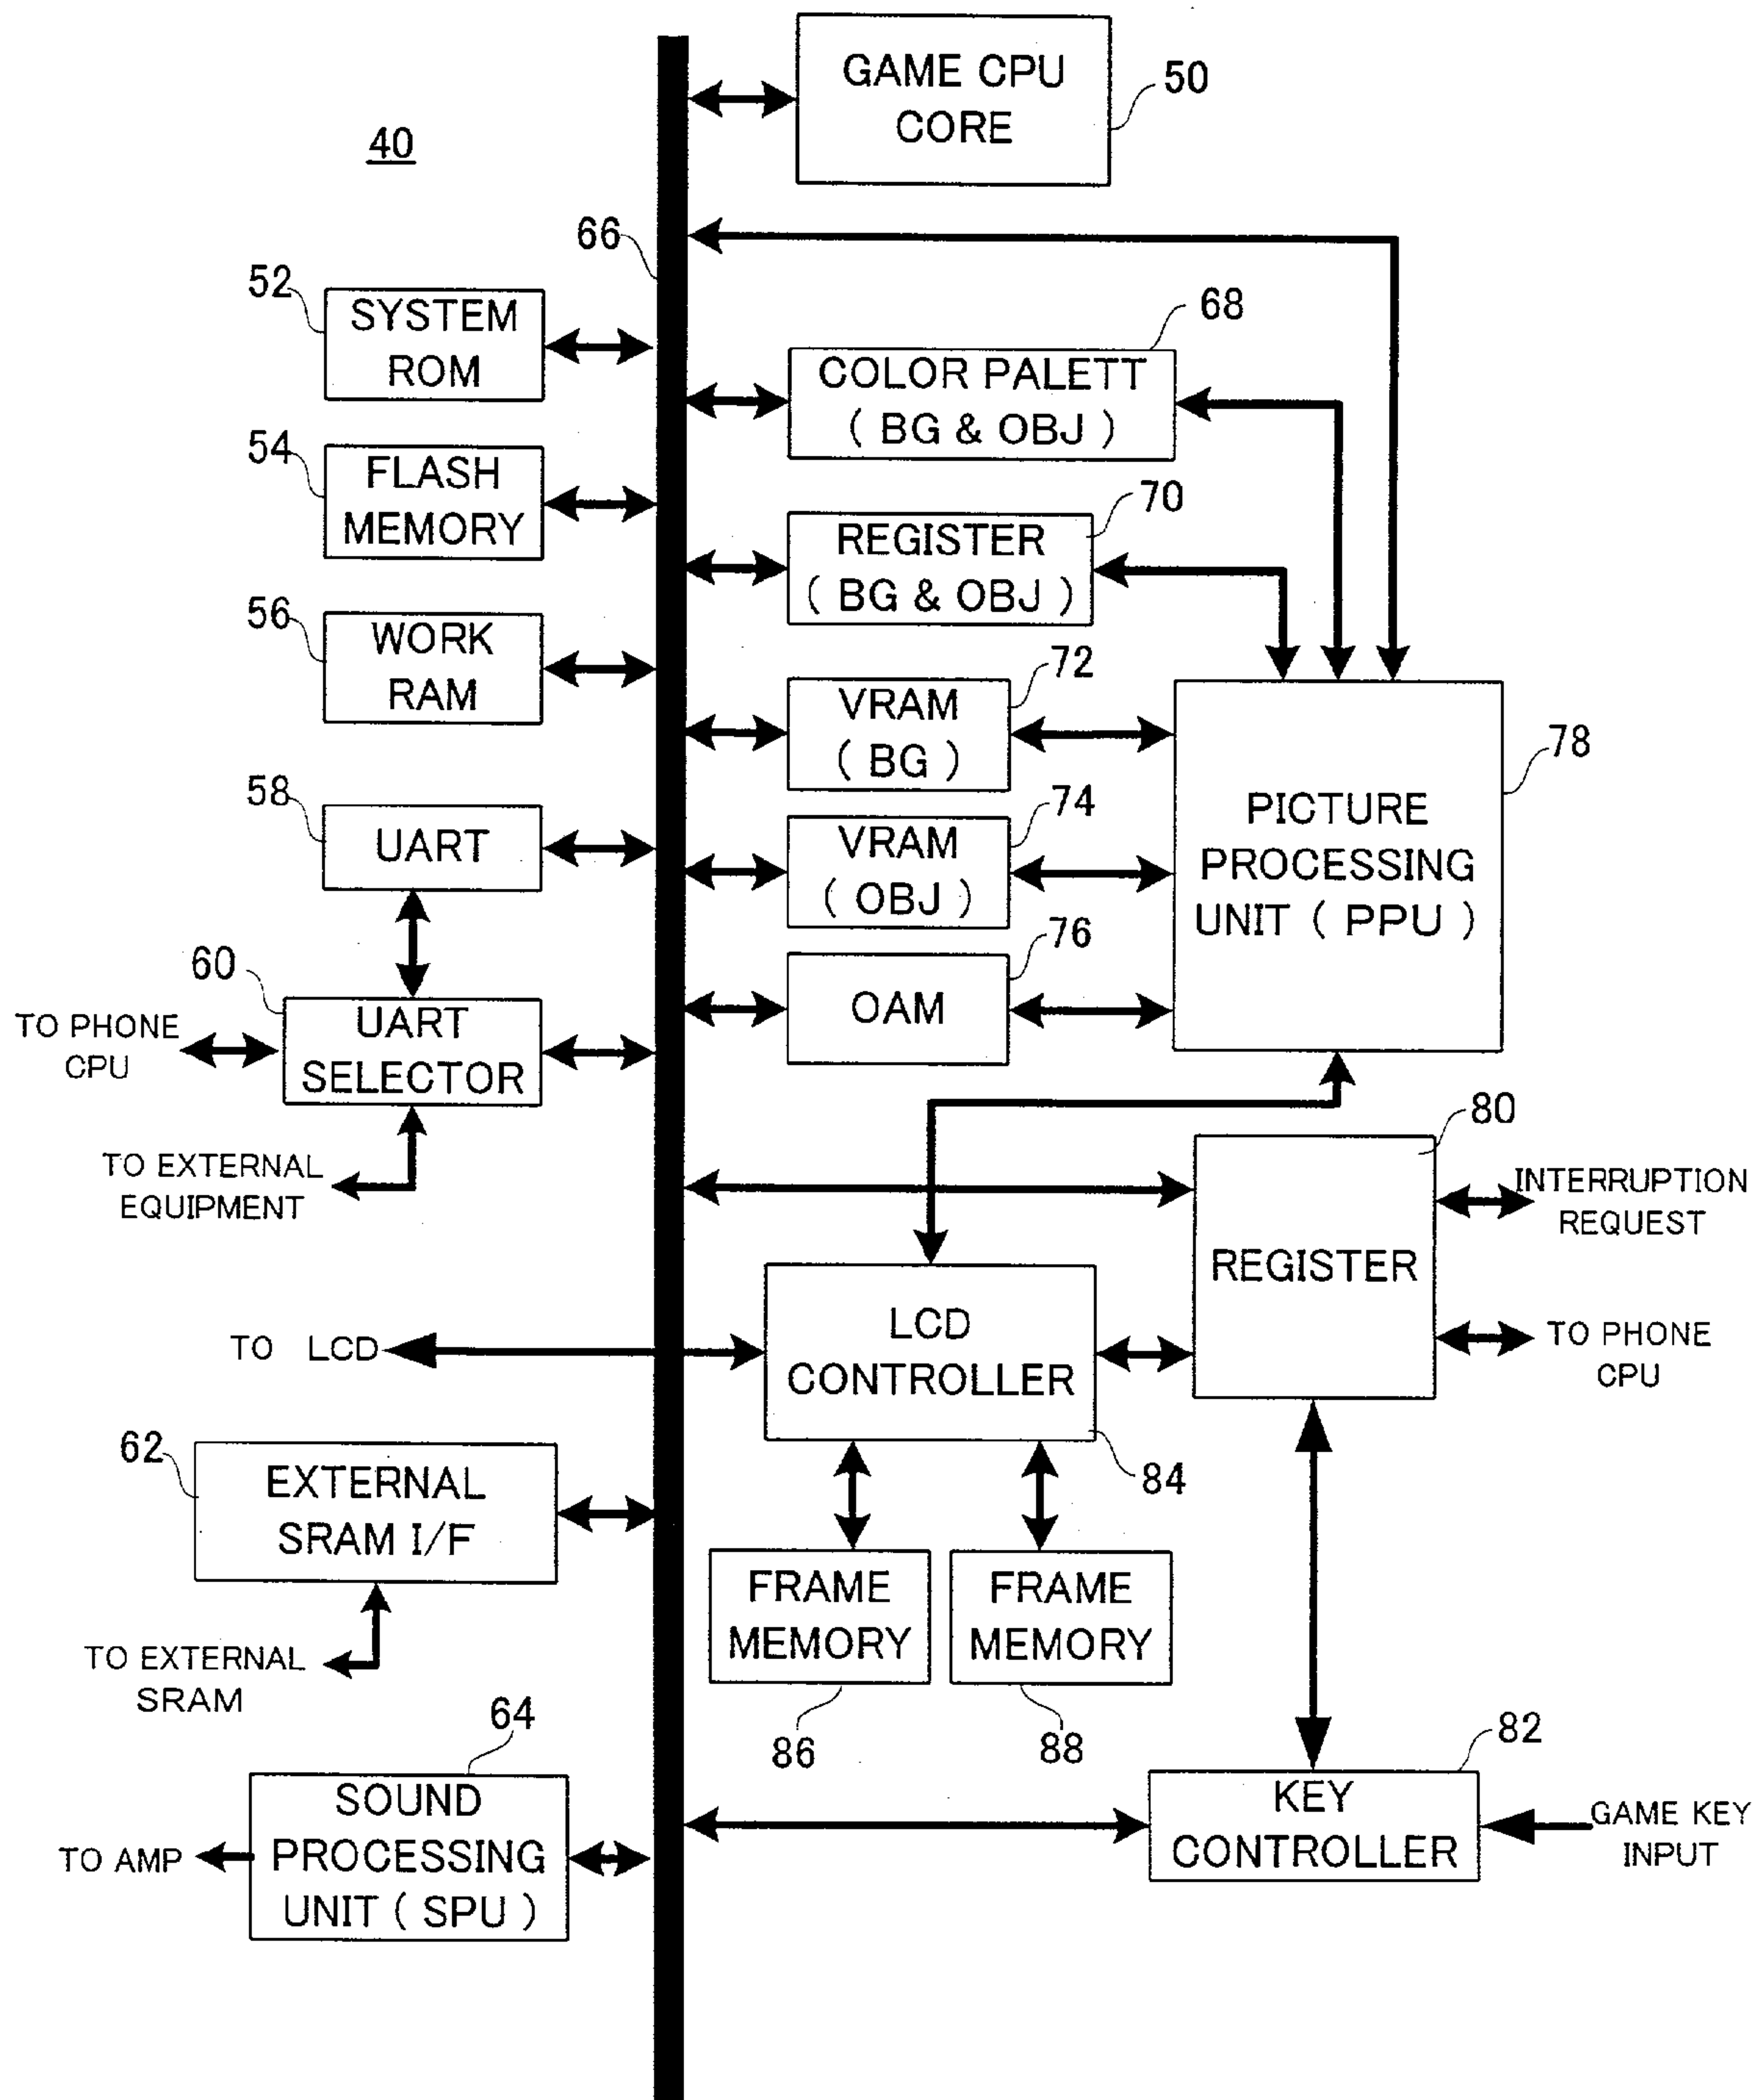 GAME CPU
CORE
50
40
66
52
SYSTEM
ROM
68
COLOR PALETT
( BG & OBJ )
54
FLASH
MEMORY
70
REGISTER
( BG & OBJ )
56
WORK
RAM
72
VRAM
( BG )
78
PICTURE
PROCESSING
UNIT ( PPU )
58
UART
74
VRAM
( OBJ )
76
OAM
60
UART
SELECTOR
TO PHONE
CPU
TO EXTERNAL
EQUIPMENT
80
REGISTER
INTERRUPTION
REQUEST
TO PHONE
CPU
TO LCD
LCD
CONTROLLER
84
62
EXTERNAL
SRAM I/F
TO EXTERNAL
SRAM
FRAME
MEMORY
86
FRAME
MEMORY
88
64
SOUND
PROCESSING
UNIT ( SPU )
TO AMP
82
KEY
CONTROLLER
GAME KEY
INPUT